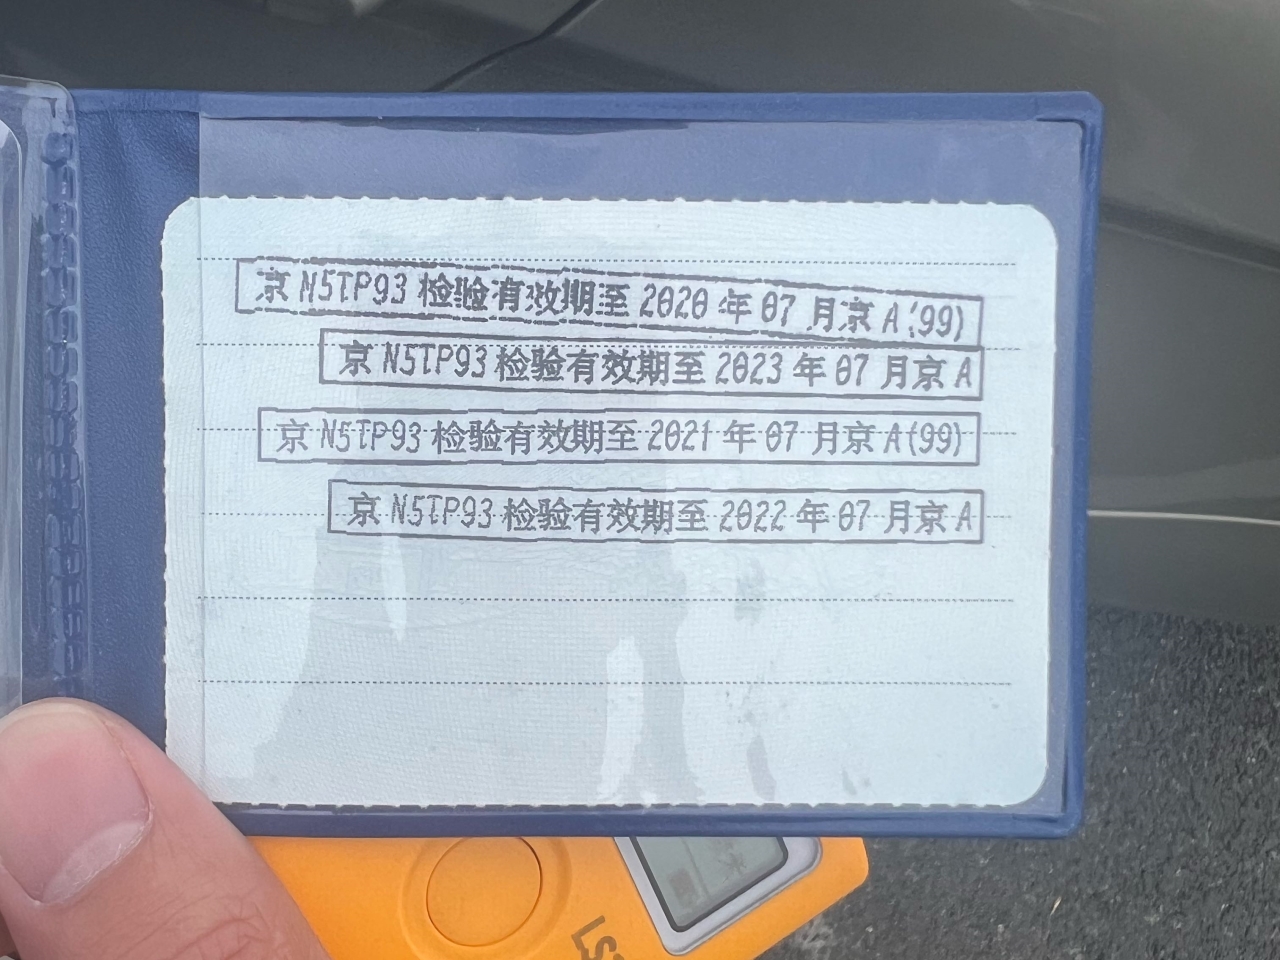 京 N5TP93 检验有效期至 2020 年 07 月京 A (99)
京 N5TP93 检验有效期至 2023 年 07 月京 A
京 N5TP93 检验有效期至 2021 年 07 月京 A(99)
京 N5TP93 检验有效期至 2022 年 07 月京 A
LS